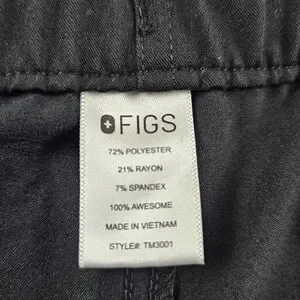 FIGS
72% POLYESTER
21% RAYON
7% SPANDEX
100% AWESOME
MADE IN VIETNAM
STYLE#: TM3001